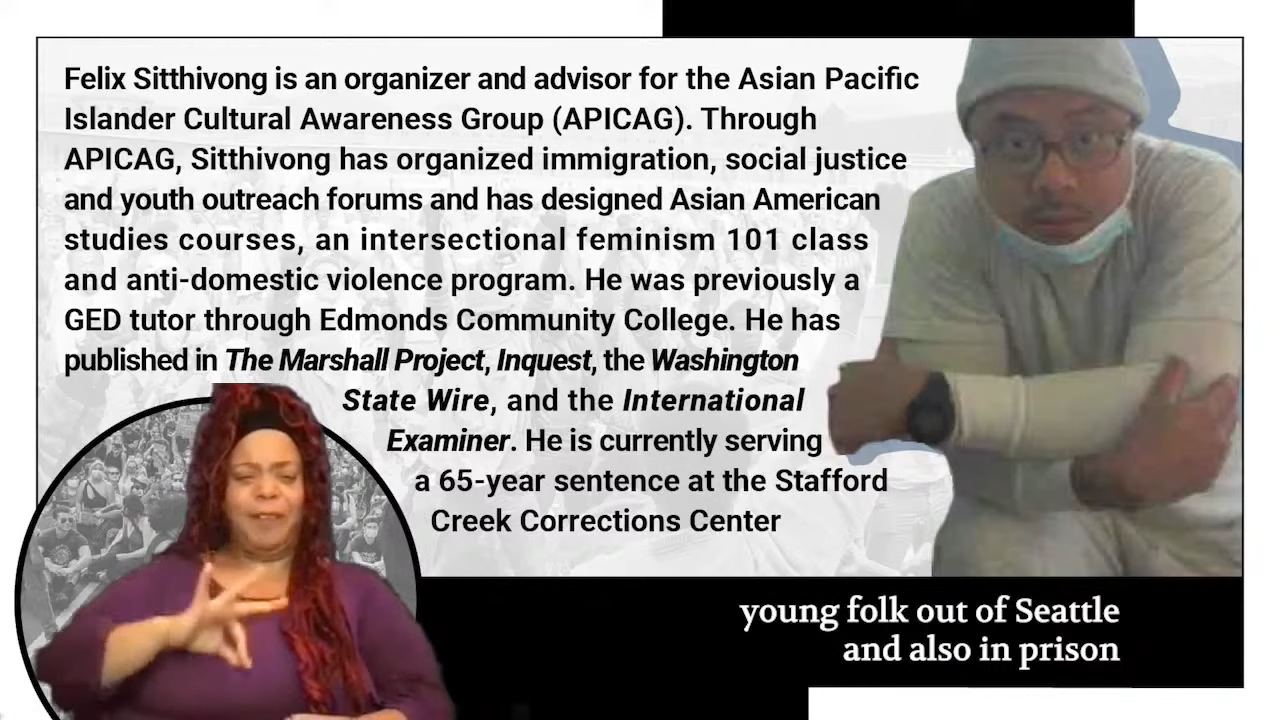 Felix Sitthivong is an organizer and advisor for the Asian Pacific
Islander Cultural Awareness Group (APICAG). Through
APICAG, Sitthivong has organized immigration, social justice
and youth outreach forums and has designed Asian American
studies courses, an intersectional feminism 101 class
and anti-domestic violence program. He was previously a
GED tutor through Edmonds Community College. He has
published in The Marshall Project, Inquest, the Washington
State Wire, and the International
Examiner. He is currently serving
a 65-year sentence at the Stafford
Creek Corrections Center
young folk out of Seattle
and also in prison